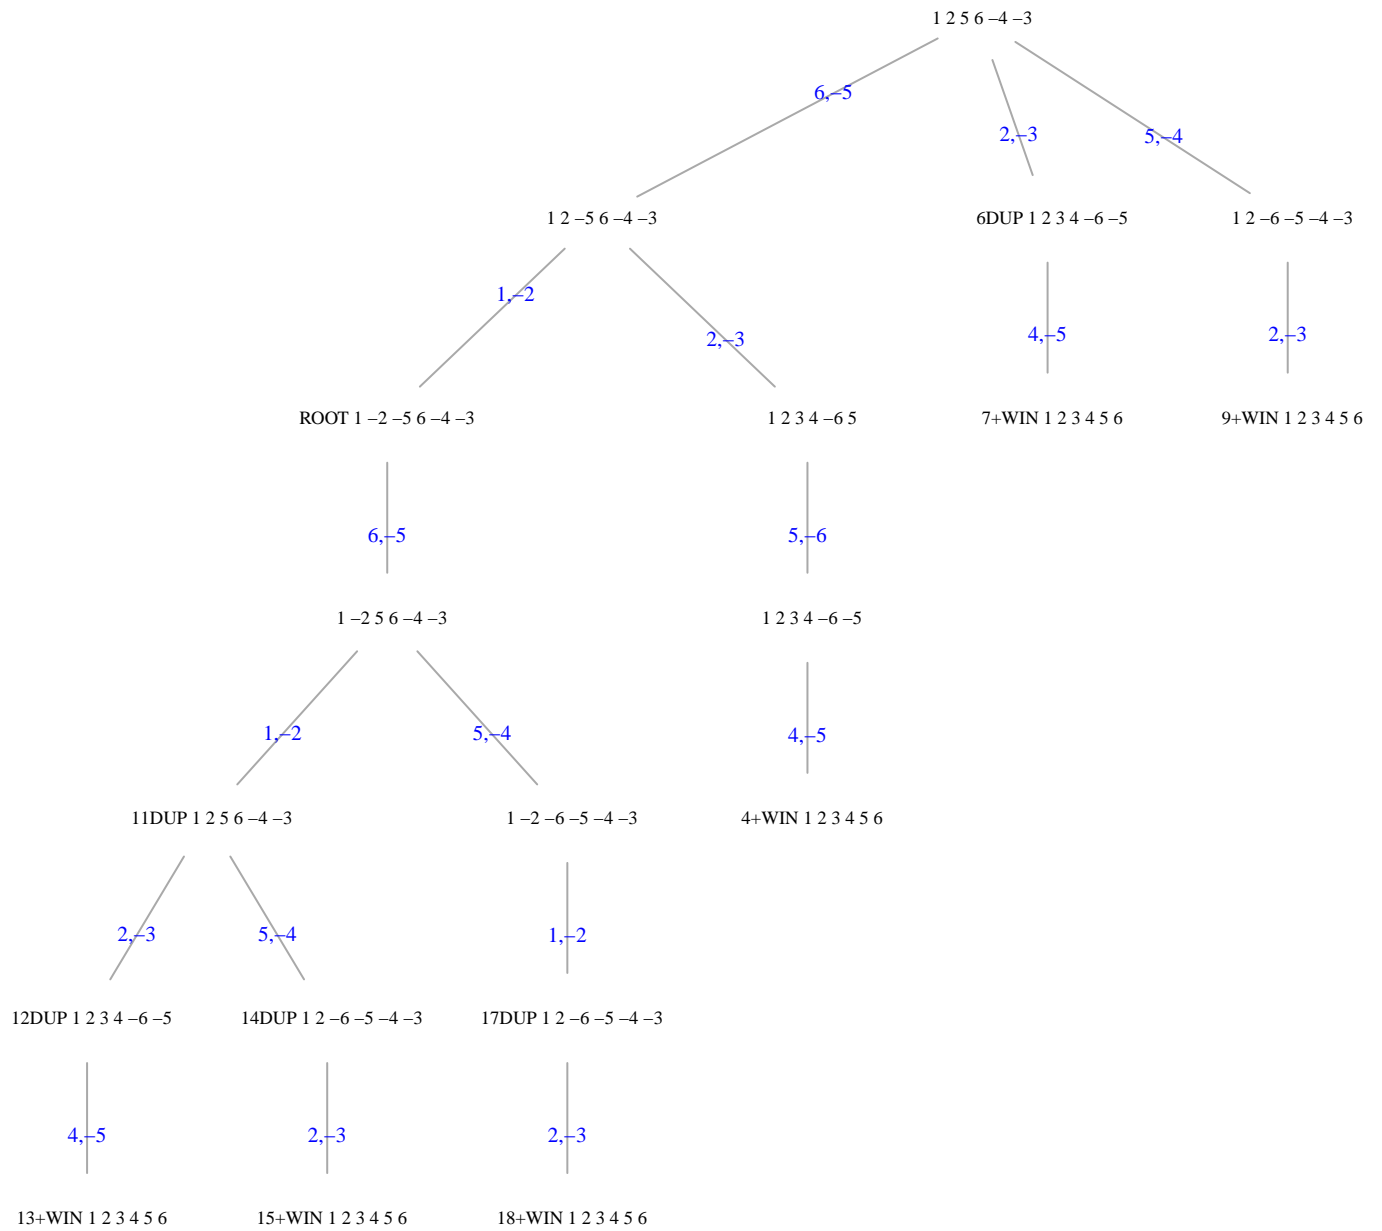 1 2 5 6 –4 –3
6,–5
2,–3
5,–4
1 2 –5 6 –4 –3
6DUP 1 2 3 4 –6 –5
1 2 –6 –5 –4 –3
1,–2
2,–3
4,–5
2,–3
ROOT 1 –2 –5 6 –4 –3
1 2 3 4 –6 5
7+WIN 1 2 3 4 5 6
9+WIN 1 2 3 4 5 6
6,–5
5,–6
1 –2 5 6 –4 –3
1 2 3 4 –6 –5
1,–2
5,–4
4,–5
11DUP 1 2 5 6 –4 –3
1 –2 –6 –5 –4 –3
4+WIN 1 2 3 4 5 6
2,–3
5,–4
1,–2
12DUP 1 2 3 4 –6 –5
14DUP 1 2 –6 –5 –4 –3
17DUP 1 2 –6 –5 –4 –3
4,–5
2,–3
2,–3
13+WIN 1 2 3 4 5 6
15+WIN 1 2 3 4 5 6
18+WIN 1 2 3 4 5 6